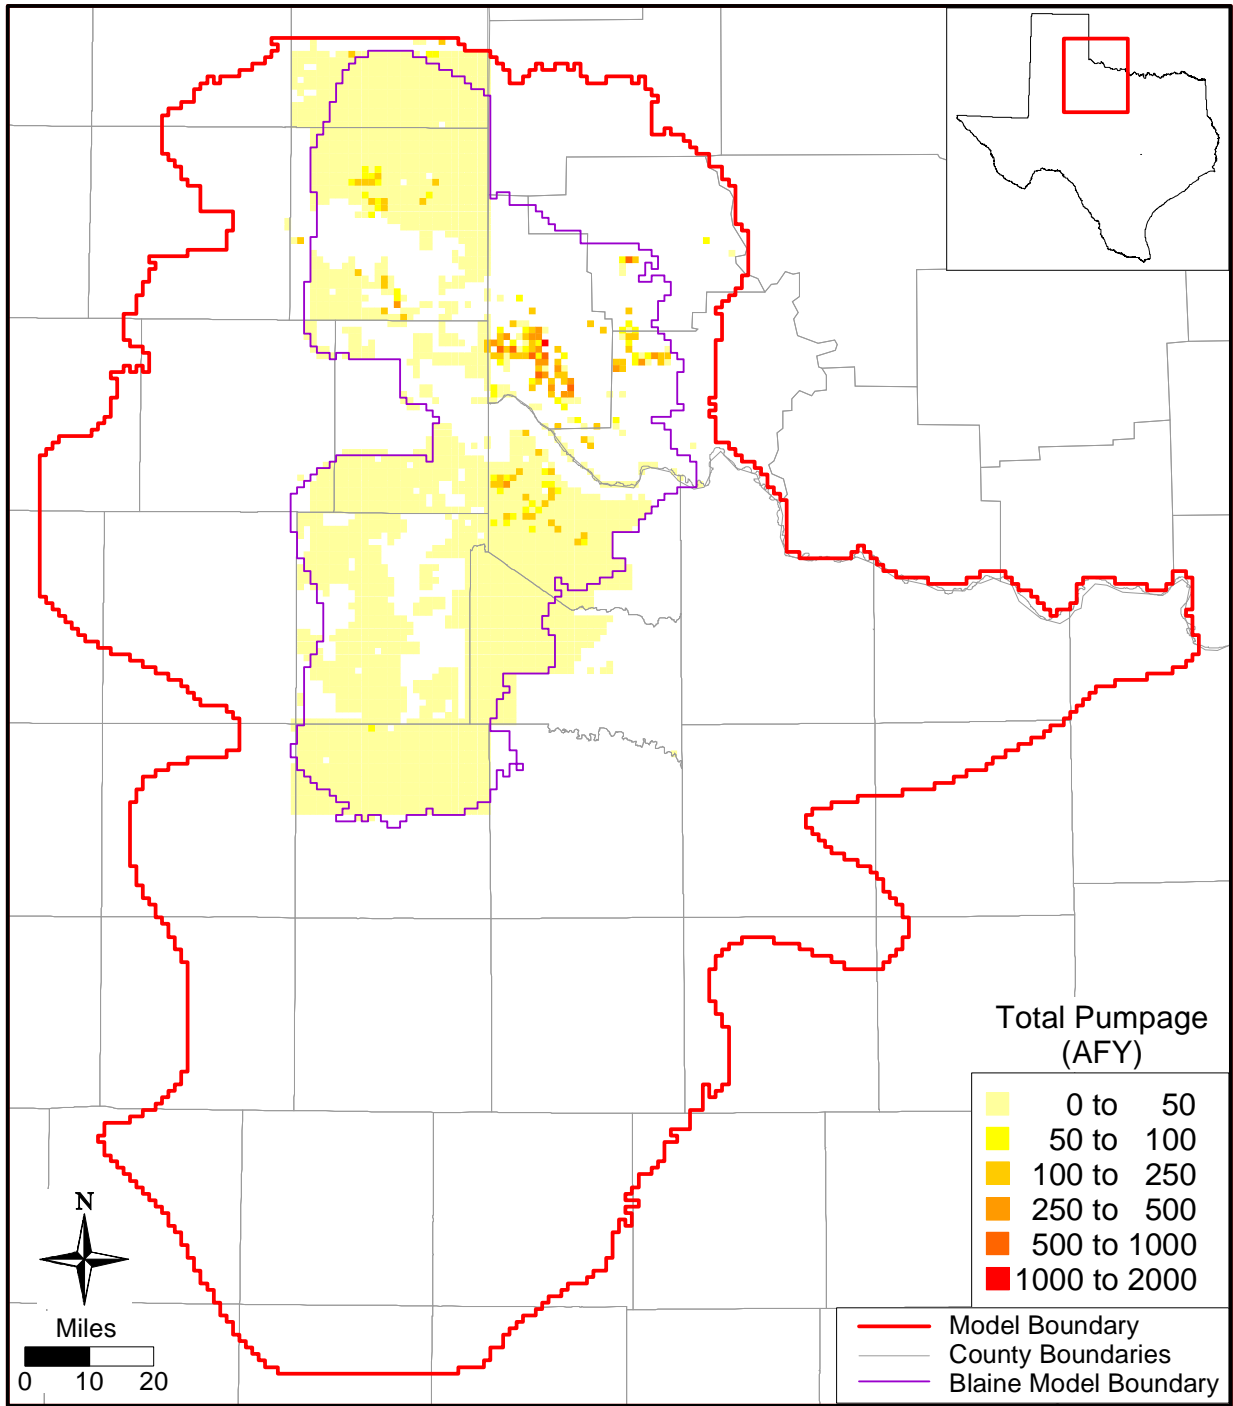 Total Pumpage
(AFY)
0 to 50
50 to 100
100 to 250
250 to 500
500 to 1000
1000 to 2000
N
Miles
0 10 20
Model Boundary
County Boundaries
Blaine Model Boundary